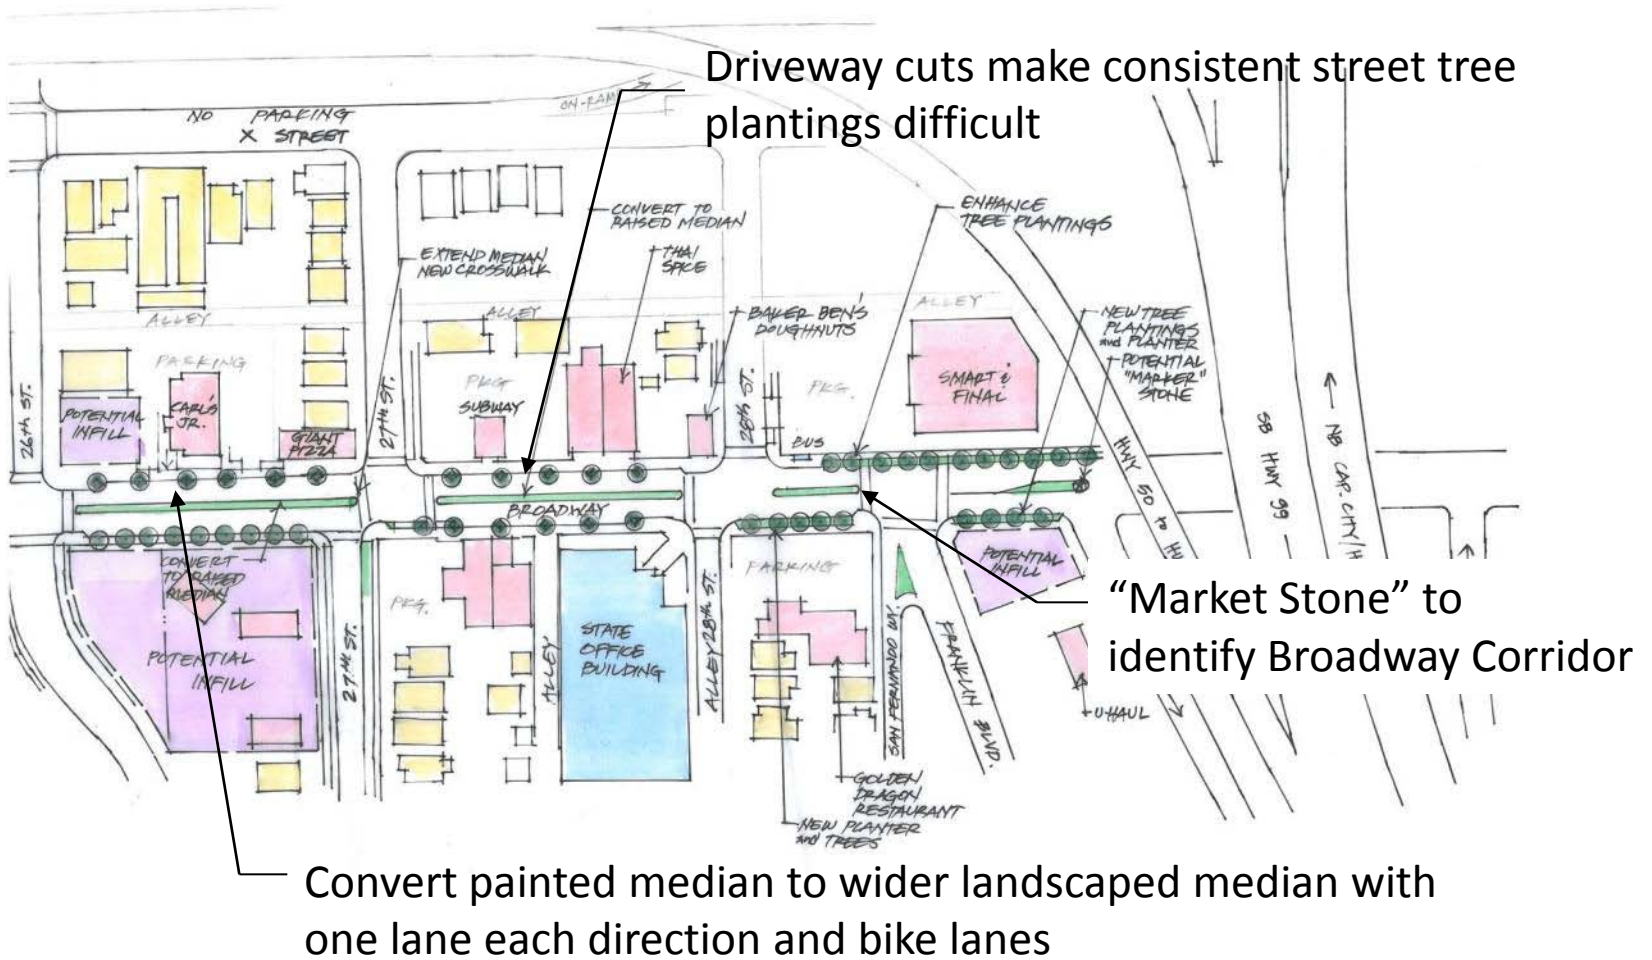 Driveway cuts make consistent street tree
plantings difficult
ON-RAMP
NO PARKING
X STREET
CONVERT TO
RAISED MEDIAN
THAI
SPICE
ENHANCE
TREE PLANTINGS
EXTEND MEDIAN
NEW CROSSWALK
ALLEY
ALLEY
ALLEY
BAKER BEN'S
DOUGHNUTS
NEW TREE
PLANTINGS
and PLANTER
POTENTIAL
"MARKER"
STONE
PARKING
26th ST.
POTENTIAL
INFILL
CARL'S
JR.
GIANT
PIZZA
27th ST.
PKG
SUBWAY
28th ST.
PKG.
BUS
SMART &
FINAL
HWY 50 to
SB HWY 99
NB CAP. CITY/H
BROADWAY
CONVERT
TO RAISED
MEDIAN
POTENTIAL
INFILL
27th ST.
PKG.
ALLEY
STATE
OFFICE
BUILDING
ALLEY
28th ST.
PARKING
SAN FERNANDO WY.
FRANKLIN BLVD.
POTENTIAL
INFILL
"Market Stone" to
identify Broadway Corridor
U-HAUL
GOLDEN
DRAGON
RESTAURANT
NEW PLANTER
and TREES
Convert painted median to wider landscaped median with
one lane each direction and bike lanes